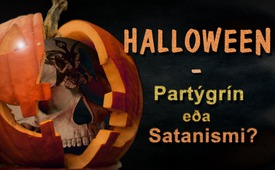 HALLOWEEN
-
Partýgrín
eða
Satanismi?